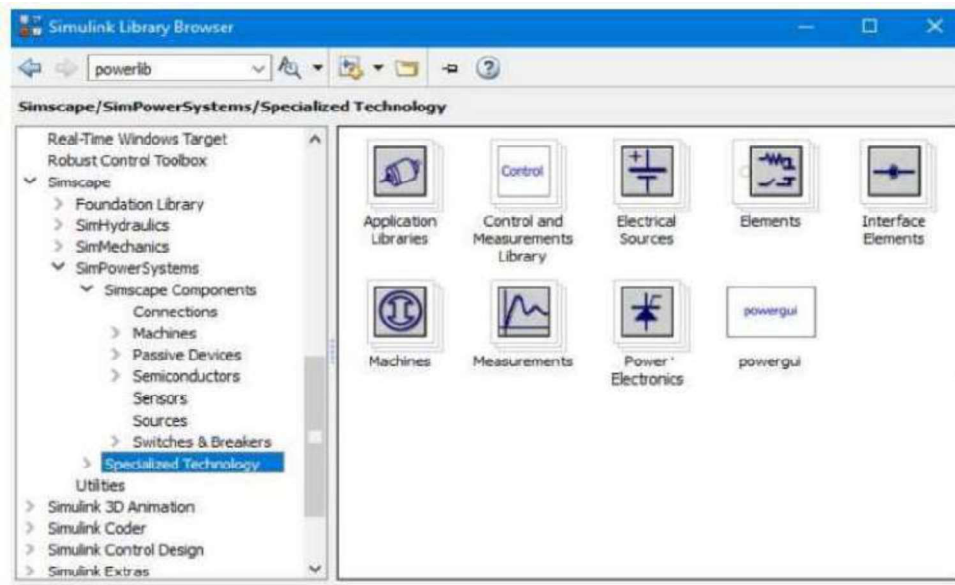 Simulink Library Browser
powerlib
Simscape/SimPowerSystems/Specialized Technology
Real-Time Windows Target
Robust Control Toolbox
Simscape
Foundation Library
SimHydraulics
SimMechanics
SimPowerSystems
Simscape Components
Connections
Machines
Passive Devices
Semiconductors
Sensors
Sources
Switches & Breakers
Specialized Technology
Utilities
Simulink 3D Animation
Simulink Coder
Simulink Control Design
Simulink Extras
Control
Application
Libraries
Control and
Measurements
Library
Electrical
Sources
Elements
Interface
Elements
powergui
Machines
Measurements
Power
Electronics
powergui